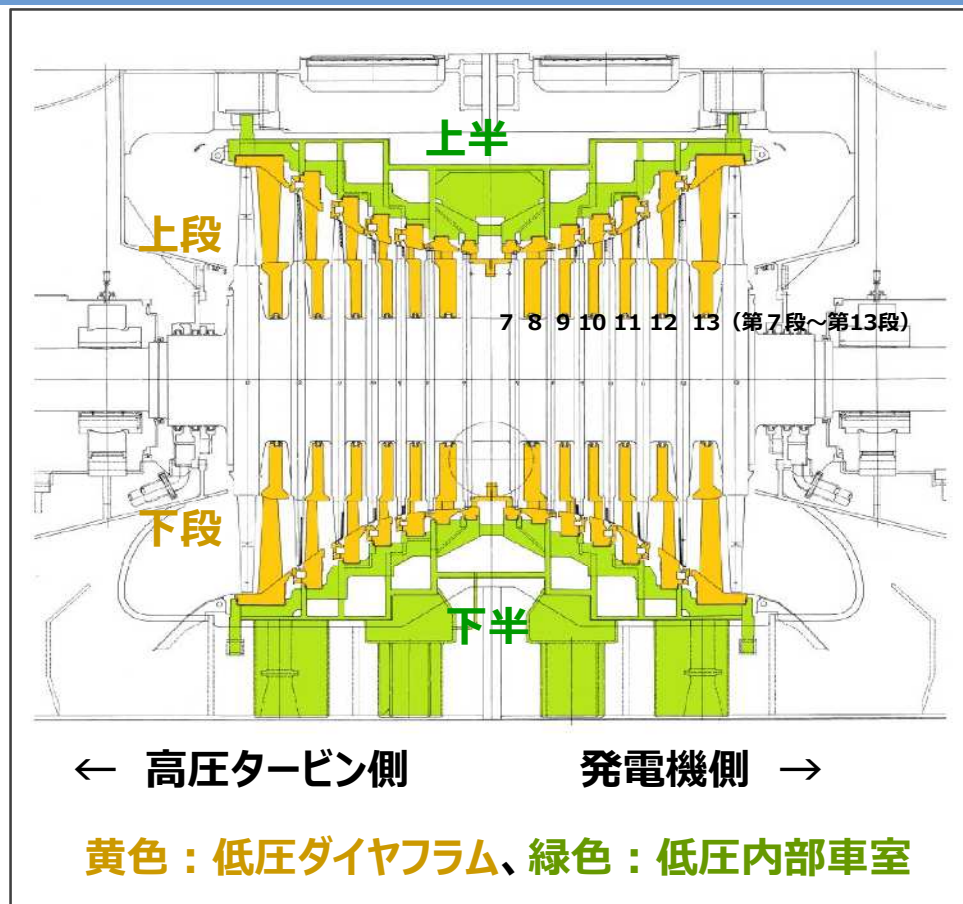 上半
上段
7 8 9 10 11 12 13（第７段～第13段）
下段
下半
← 高圧タービン側 発電機側 →
黄色：低圧ダイヤフラム、緑色：低圧内部車室